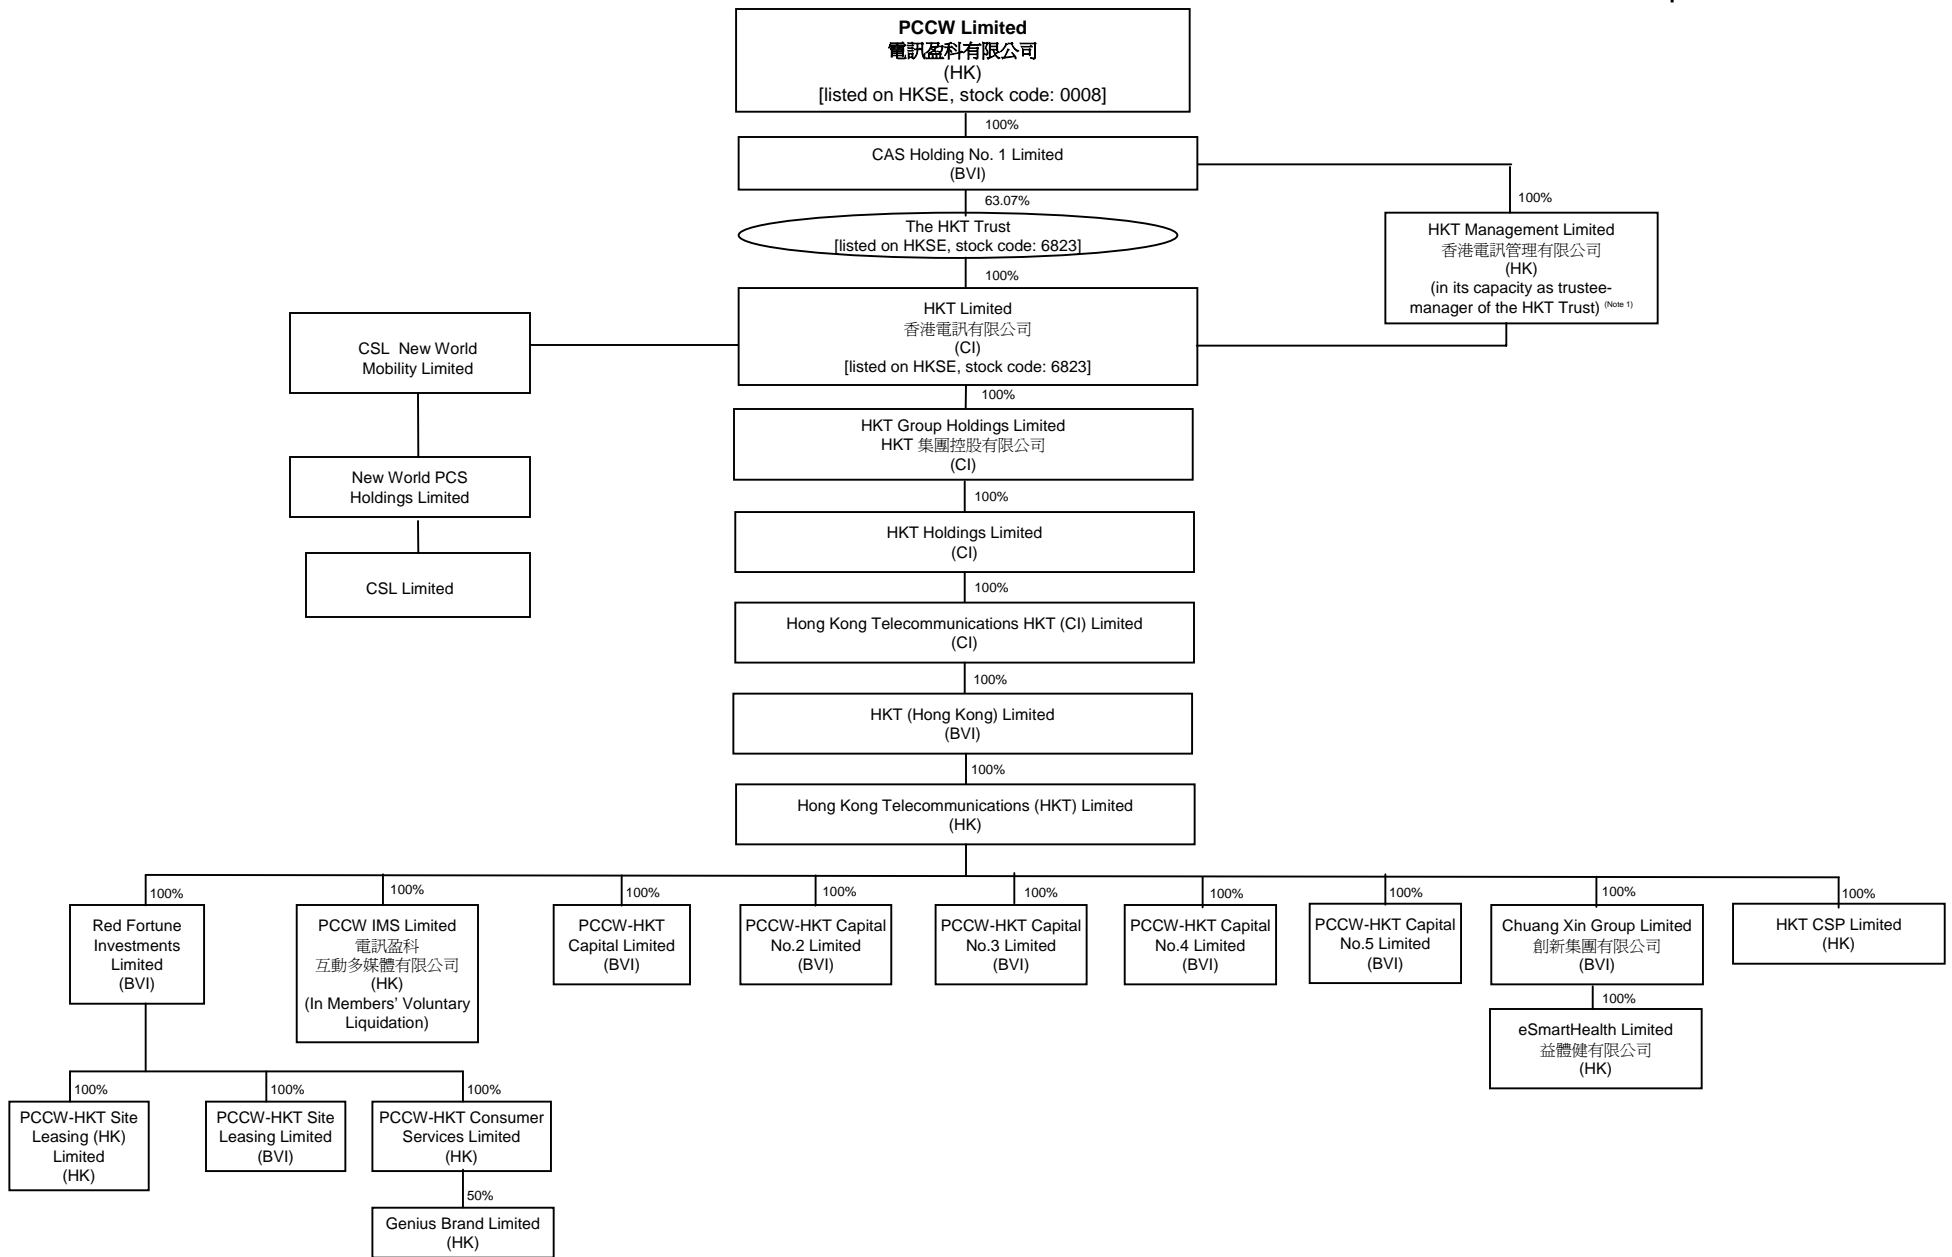 PCCW Limited
電訊盈科有限公司
(HK)
[listed on HKSE, stock code: 0008]
100%
CAS Holding No. 1 Limited
(BVI)
63.07%
100%
The HKT Trust
[listed on HKSE, stock code: 6823]
HKT Management Limited
香港電訊管理有限公司
(HK)
(in its capacity as trustee-
manager of the HKT Trust) (Note 1)
100%
HKT Limited
香港電訊有限公司
(CI)
[listed on HKSE, stock code: 6823]
CSL New World
Mobility Limited
100%
HKT Group Holdings Limited
HKT 集團控股有限公司
(CI)
New World PCS
Holdings Limited
100%
HKT Holdings Limited
(CI)
CSL Limited
100%
Hong Kong Telecommunications HKT (CI) Limited
(CI)
100%
HKT (Hong Kong) Limited
(BVI)
100%
Hong Kong Telecommunications (HKT) Limited
(HK)
100%
Red Fortune
Investments
Limited
(BVI)
100%
PCCW IMS Limited
電訊盈科
互動多媒體有限公司
(HK)
(In Members’ Voluntary
Liquidation)
100%
PCCW-HKT
Capital Limited
(BVI)
100%
PCCW-HKT Capital
No.2 Limited
(BVI)
100%
PCCW-HKT Capital
No.3 Limited
(BVI)
100%
PCCW-HKT Capital
No.4 Limited
(BVI)
100%
PCCW-HKT Capital
No.5 Limited
(BVI)
100%
Chuang Xin Group Limited
創新集團有限公司
(BVI)
100%
HKT CSP Limited
(HK)
100%
eSmartHealth Limited
益體健有限公司
(HK)
100%
PCCW-HKT Site
Leasing (HK)
Limited
(HK)
100%
PCCW-HKT Site
Leasing Limited
(BVI)
100%
PCCW-HKT Consumer
Services Limited
(HK)
50%
Genius Brand Limited
(HK)